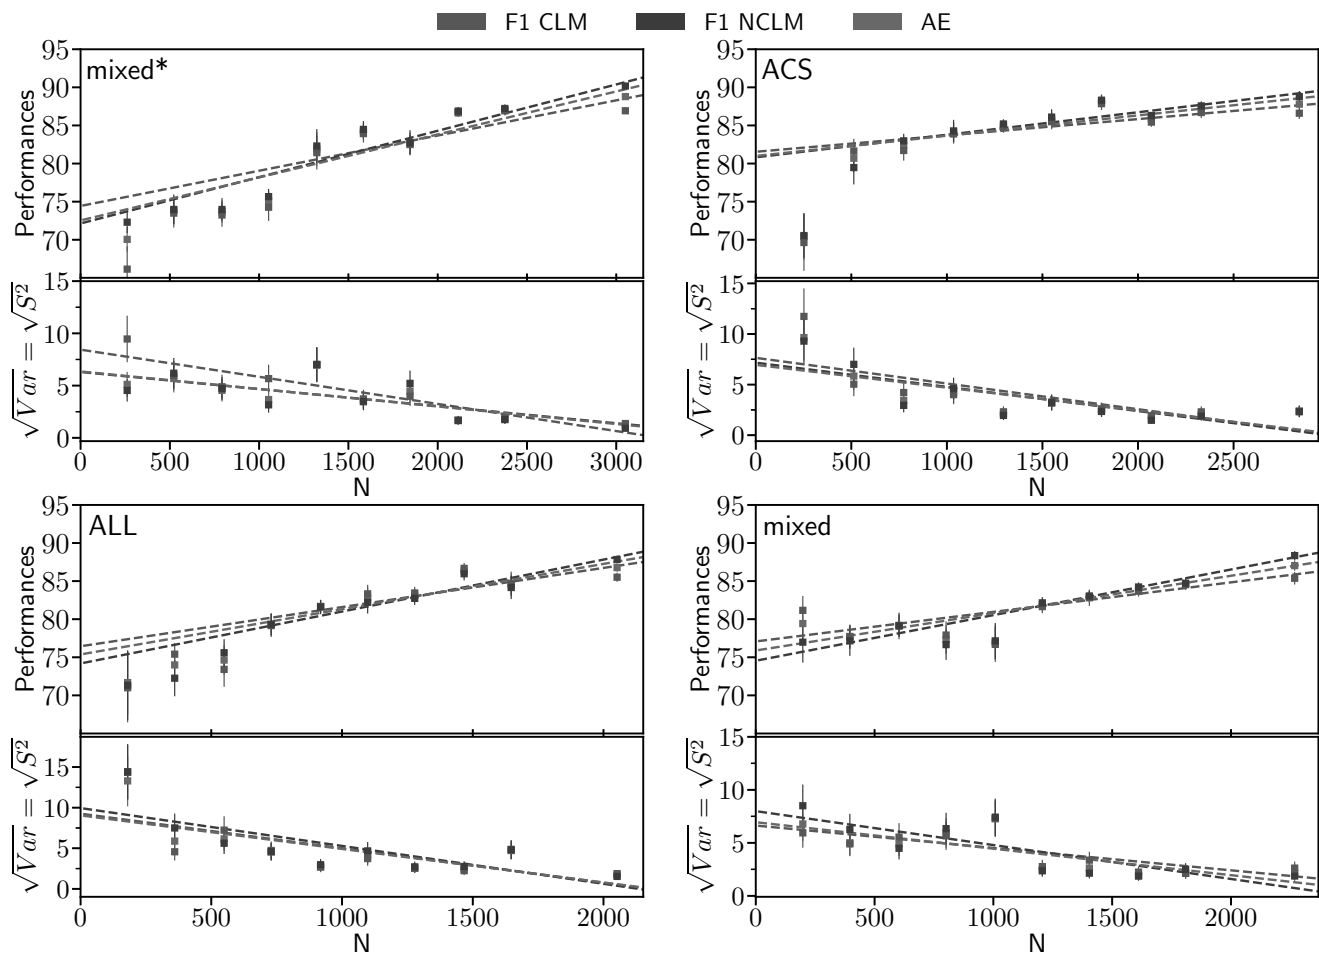 F1 CLM F1 NCLM AE
mixed*
Performances
95
90
85
80
75
70
√Var = √S²
15
10
5
0
0 500 1000 1500 2000 2500 3000
N
ACS
Performances
95
90
85
80
75
70
√Var = √S²
15
10
5
0
0 500 1000 1500 2000 2500
N
ALL
Performances
95
90
85
80
75
70
√Var = √S²
15
10
5
0
0 500 1000 1500 2000
N
mixed
Performances
95
90
85
80
75
70
√Var = √S²
15
10
5
0
0 500 1000 1500 2000
N